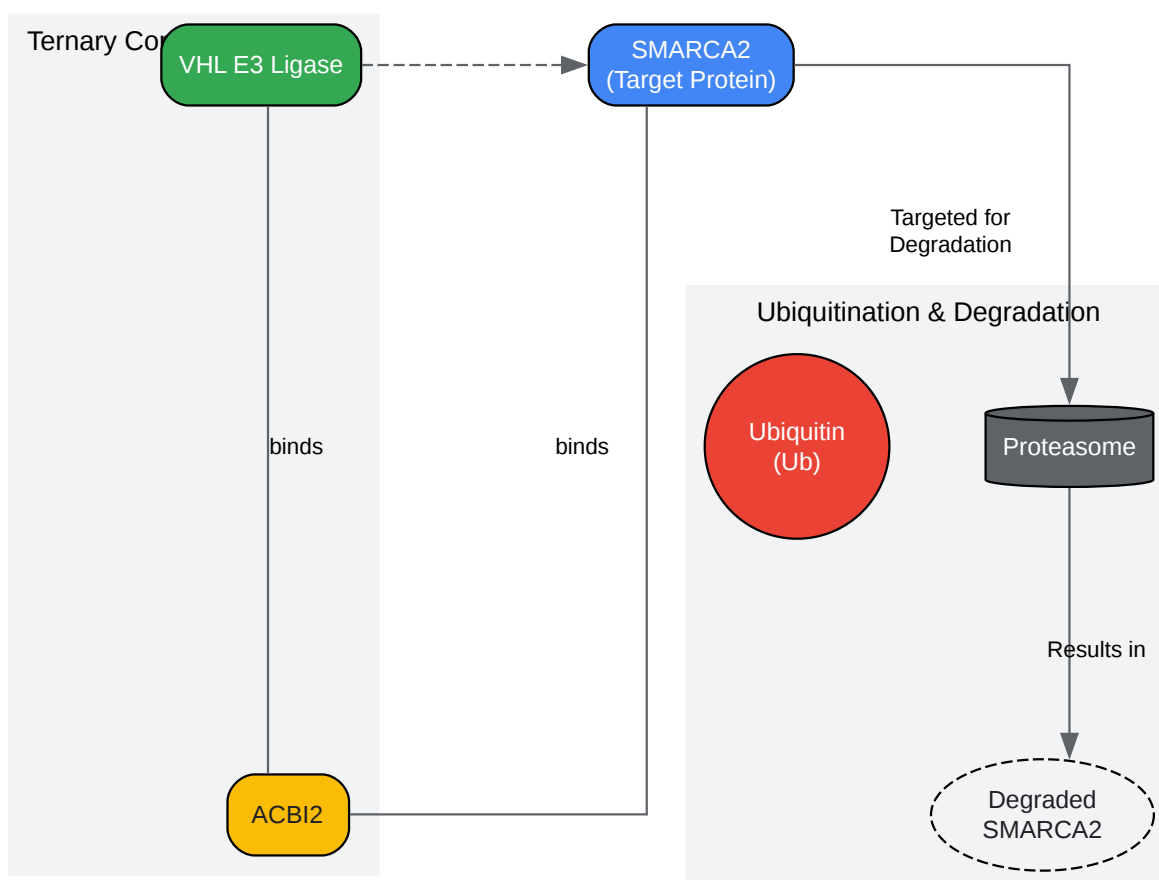 Ternary Co
VHL E3 Ligase
SMARCA2
(Target Protein)
Targeted for
Degradation
Ubiquitination & Degradation
binds
binds
Ubiquitin
(Ub)
Proteasome
Results in
ACBI2
Degraded
SMARCA2